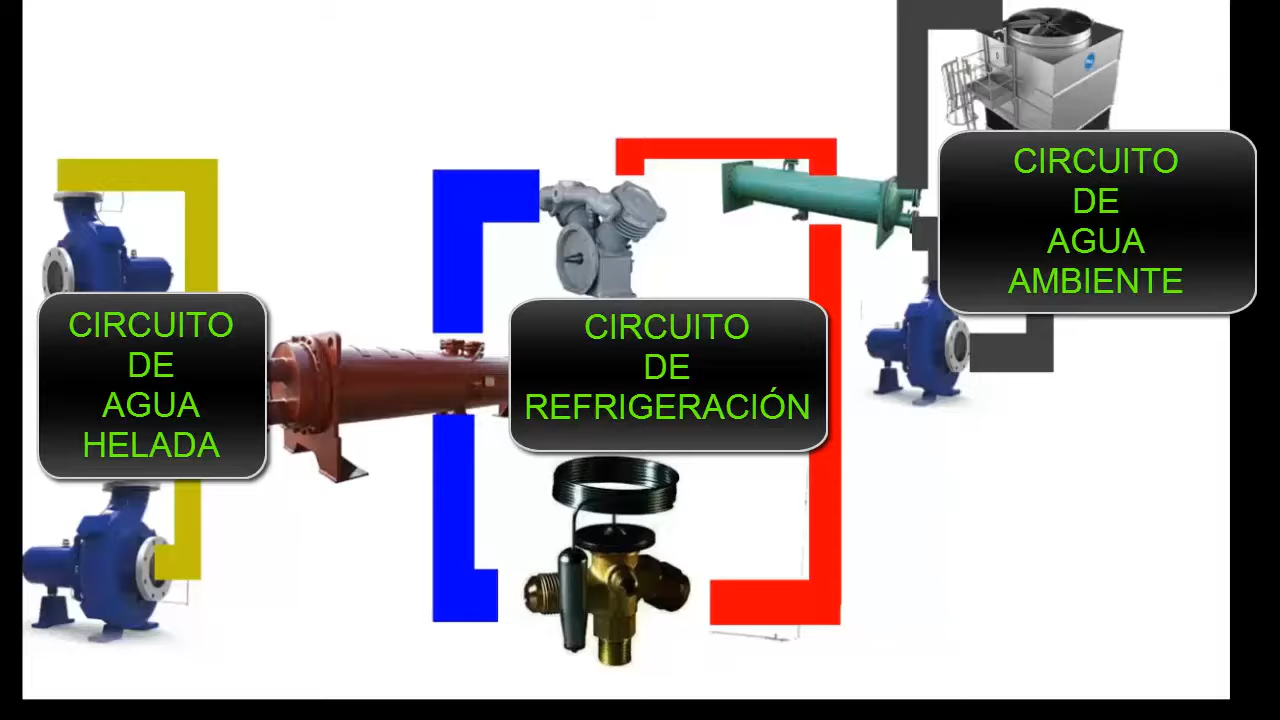 CIRCUITO
DE
AGUA
HELADA
CIRCUITO
DE
REFRIGERACIÓN
CIRCUITO
DE
AGUA
AMBIENTE